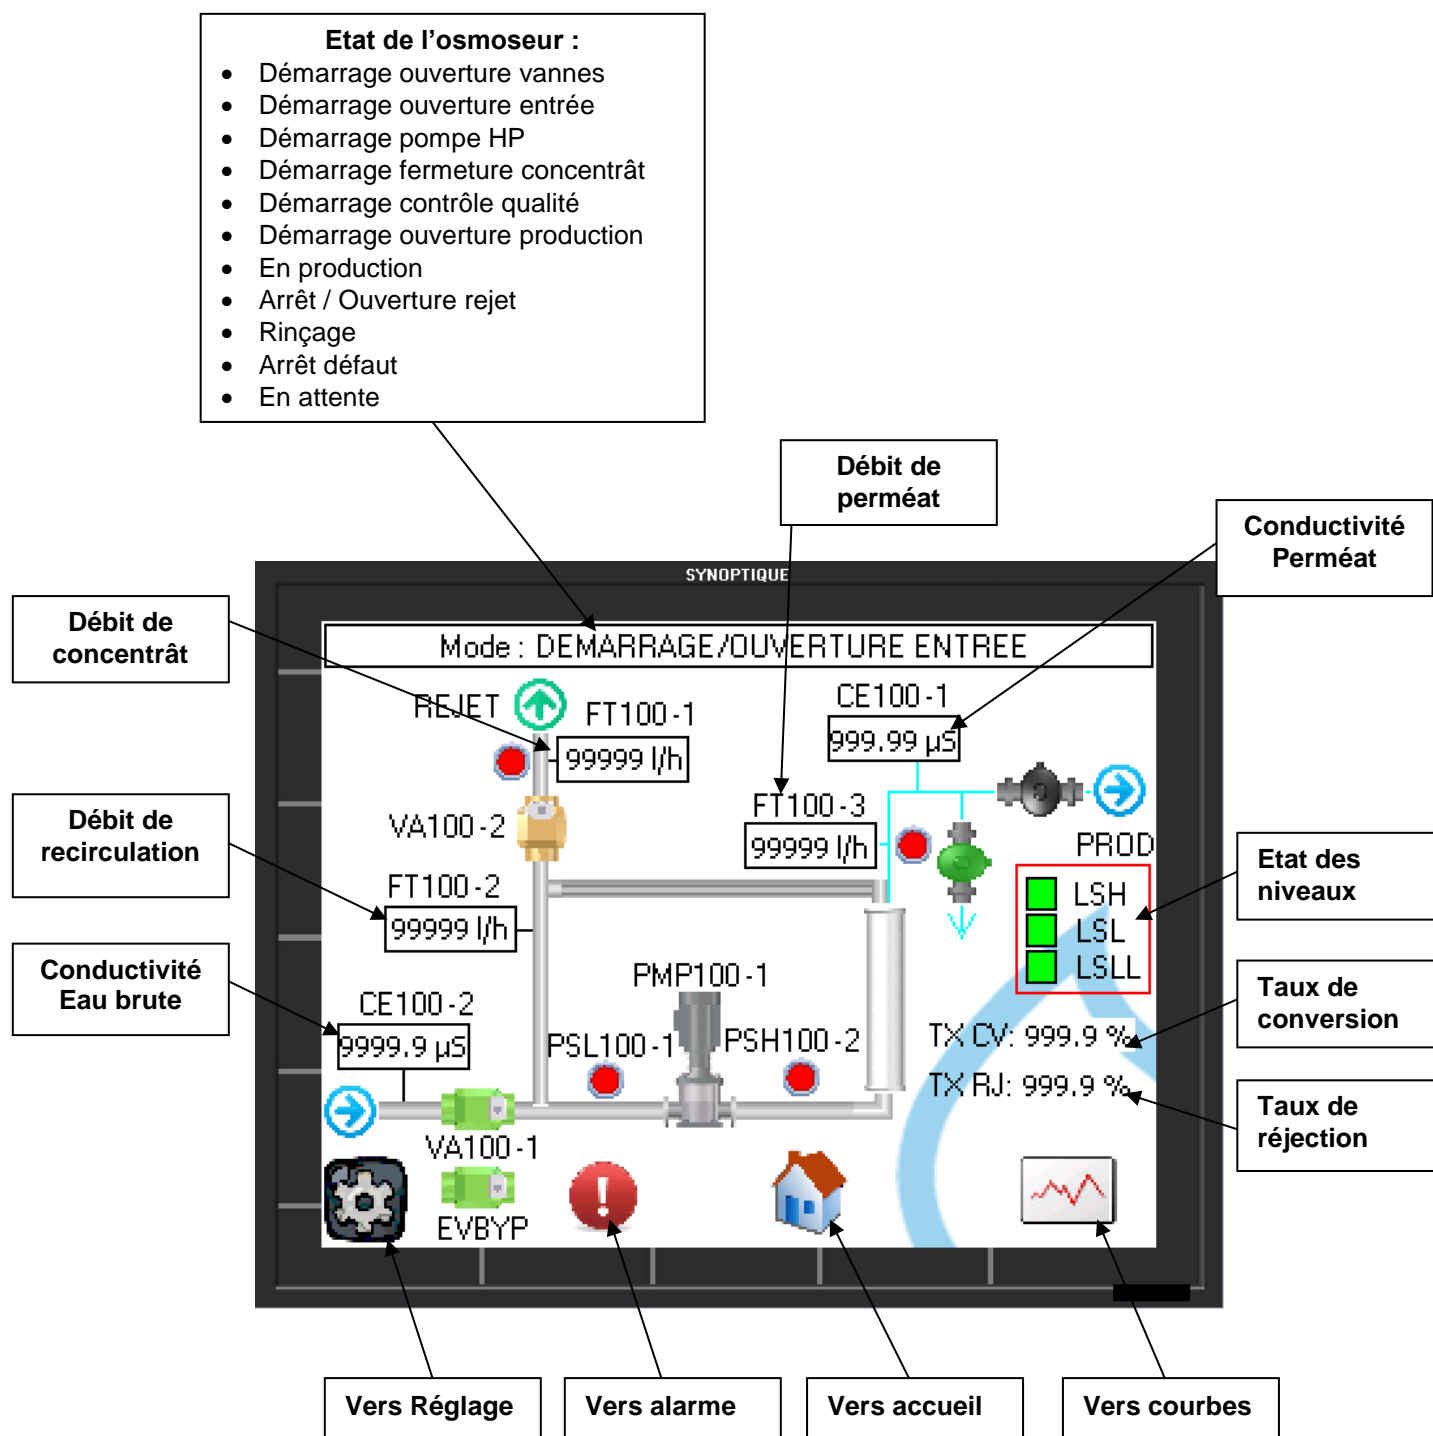 Etat de l'osmoseur :
• Démarrage ouverture vannes
• Démarrage ouverture entrée
• Démarrage pompe HP
• Démarrage fermeture concentrât
• Démarrage contrôle qualité
• Démarrage ouverture production
• En production
• Arrêt / Ouverture rejet
• Rinçage
• Arrêt défaut
• En attente
Débit de
perméat
Conductivité
Perméat
SYNOPTIQUE
Débit de
concentrât
Mode : DEMARRAGE/OUVERTURE ENTREE
REJET
FT100-1
99999 l/h
CE100-1
999.99 µS
Débit de
recirculation
VA100-2
FT100-3
99999 l/h
PROD
FT100-2
99999 l/h
LSH
LSL
LSLL
Etat des
niveaux
Conductivité
Eau brute
CE100-2
9999.9 µS
PMP100-1
PSL100-1
PSH100-2
TX CV: 999.9 %
TX RJ: 999.9 %
Taux de
conversion
Taux de
réjection
VA100-1
EVBYP
Vers Réglage
Vers alarme
Vers accueil
Vers courbes